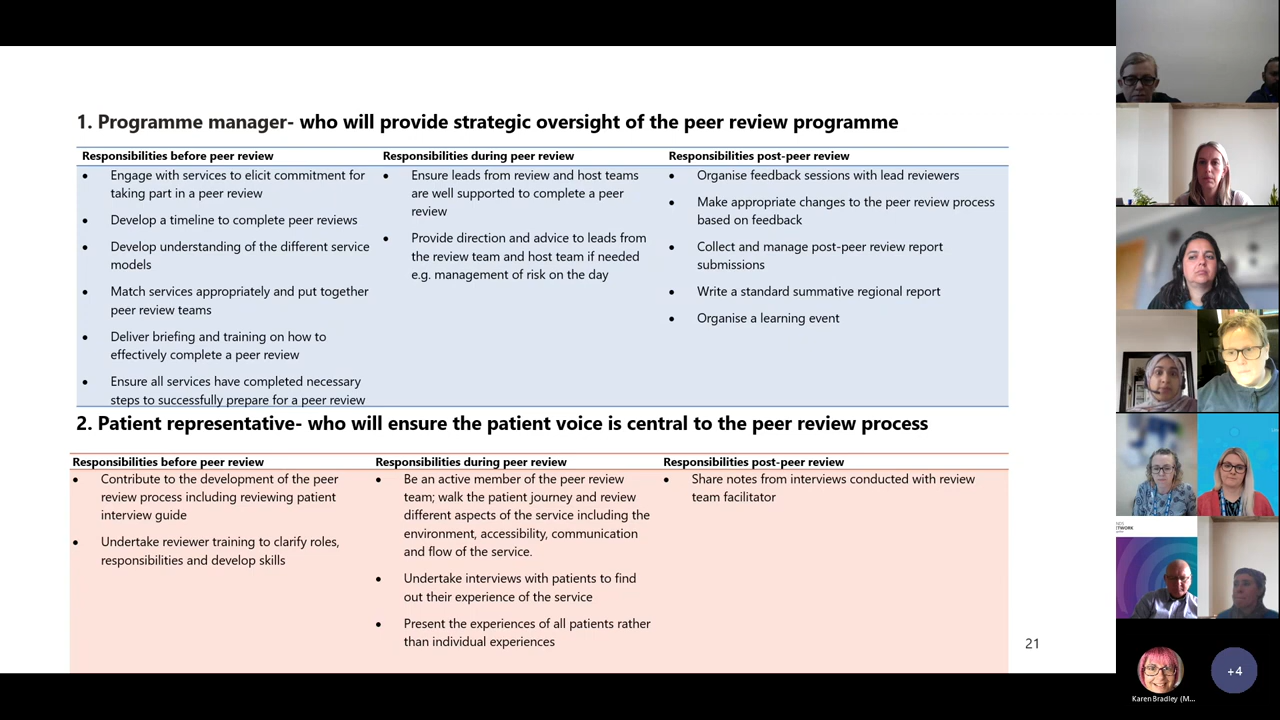 1. Programme manager- who will provide strategic oversight of the peer review programme
Responsibilities before peer review
Engage with services to elicit commitment for
taking part in a peer review
Develop a timeline to complete peer reviews
Develop understanding of the different service
models
Match services appropriately and put together
peer review teams
Deliver briefing and training on how to
effectively complete a peer review
Ensure all services have completed necessary
steps to successfully prepare for a peer review
Responsibilities during peer review
Ensure leads from review and host teams
are well supported to complete a peer
review
Provide direction and advice to leads from
the review team and host team if needed
e.g. management of risk on the day
Responsibilities post-peer review
Organise feedback sessions with lead reviewers
Make appropriate changes to the peer review process
based on feedback
Collect and manage post-peer review report
submissions
Write a standard summative regional report
Organise a learning event
2. Patient representative- who will ensure the patient voice is central to the peer review process
Responsibilities before peer review
Contribute to the development of the peer
review process including reviewing patient
interview guide
Undertake reviewer training to clarify roles,
responsibilities and develop skills
Responsibilities during peer review
Be an active member of the peer review
team; walk the patient journey and review
different aspects of the service including the
environment, accessibility, communication
and flow of the service.
Undertake interviews with patients to find
out their experience of the service
Present the experiences of all patients rather
than individual experiences
Responsibilities post-peer review
Share notes from interviews conducted with review
team facilitator
21
Karen Bradley (M...
+4